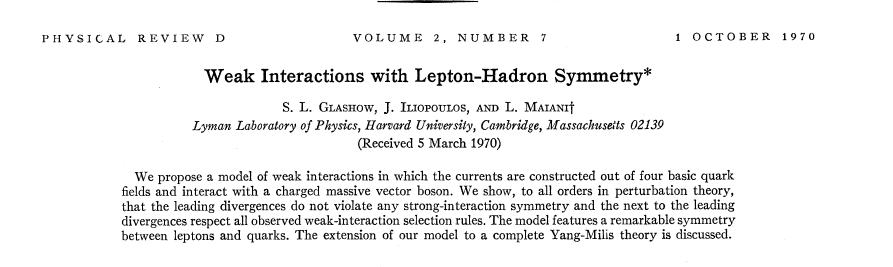 PHYSICAL REVIEW D VOLUME 2, NUMBER 7 1 OCTOBER 1970
Weak Interactions with Lepton-Hadron Symmetry*
S. L. GLASHOW, J. ILIOPOULOS, AND L. MAIANI†
Lyman Laboratory of Physics, Harvard University, Cambridge, Massachusetts 02139
(Received 5 March 1970)
We propose a model of weak interactions in which the currents are constructed out of four basic quark
fields and interact with a charged massive vector boson. We show, to all orders in perturbation theory,
that the leading divergences do not violate any strong-interaction symmetry and the next to the leading
divergences respect all observed weak-interaction selection rules. The model features a remarkable symmetry
between leptons and quarks. The extension of our model to a complete Yang-Mills theory is discussed.